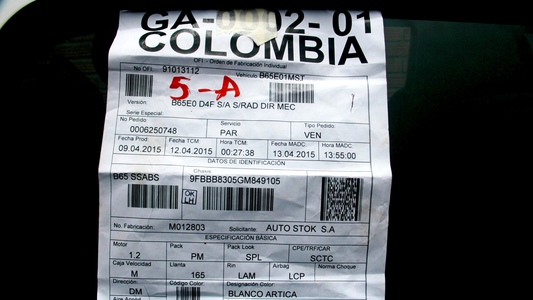 GA-0002-01
COLOMBIA
OFI - Orden de Fabricación Individual
No OFI. 91013112 Vehiculo B65E01MST
5-A
Versión: B65E0 D4F S/A S/RAD DIR MEC
Serie Especial:
No Pedido: Servicio Tipo Pedido
0006250748 PAR VEN
Fecha Prod: Fecha TCM: Hora TCM: Fecha MADC Hora MADC
09.04.2015 12.04.2015 00:27:38 13.04.2015 13:55:00
DATOS DE IDENTIFICACIÓN
Chasis
B65 SSABS 9FBBB8305GM849105
OK
LH
No. Fabricación: M012803 Solicitante: AUTO STOK S.A
ESPECIFICACIÓN BÁSICA
Motor Pack Pack Look CPE/TRF/CAR
1.2 PM SPL SCTC
Caja Velocidad Llanta Rin Airbag Norma Choque
M 165 LAM LCP
Dirección: Código Color Designación Color
DM BLANCO ARTICA